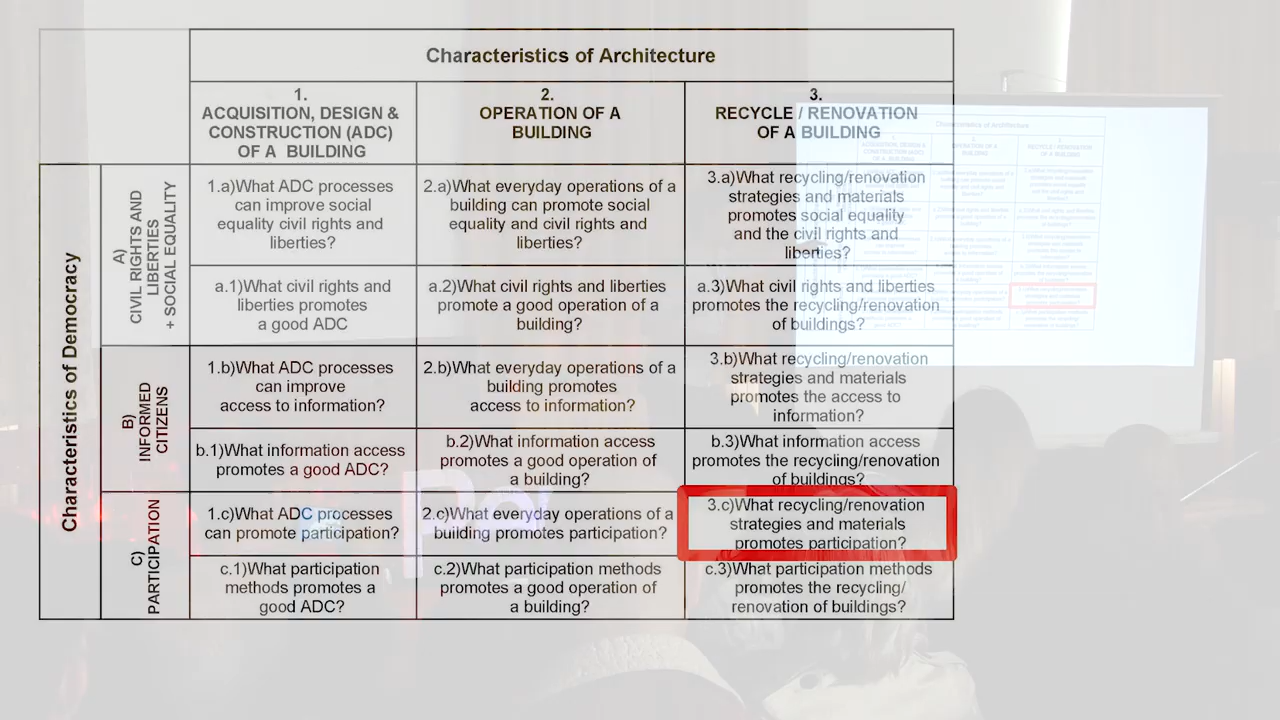 Characteristics of Architecture
1.
ACQUISITION, DESIGN &
CONSTRUCTION (ADC)
OF A BUILDING
2.
OPERATION OF A
BUILDING
3.
RECYCLE / RENOVATION
OF A BUILDING
Characteristics of Democracy
A)
CIVIL RIGHTS AND
LIBERTIES
+ SOCIAL EQUALITY
1.a)What ADC processes
can improve social
equality civil rights and
liberties?
2.a)What everyday operations of a
building can promote social
equality and civil rights and
liberties?
3.a)What recycling/renovation
strategies and materials
promotes social equality
and the civil rights and
liberties?
a.1)What civil rights and
liberties promotes
a good ADC
a.2)What civil rights and liberties
promote a good operation of a
building?
a.3)What civil rights and liberties
promotes the recycling/renovation
of buildings?
B)
INFORMED
CITIZENS
1.b)What ADC processes
can improve
access to information?
2.b)What everyday operations of a
building promotes
access to information?
3.b)What recycling/renovation
strategies and materials
promotes the access to
information?
b.1)What information access
promotes a good ADC?
b.2)What information access
promotes a good operation of
a building?
b.3)What information access
promotes the recycling/renovation
of buildings?
C)
PARTICIPATION
1.c)What ADC processes
can promote participation?
2.c)What everyday operations of a
building promotes participation?
3.c)What recycling/renovation
strategies and materials
promotes participation?
c.1)What participation
methods promotes a
good ADC?
c.2)What participation methods
promotes a good operation of
a building?
c.3)What participation methods
promotes the recycling/
renovation of buildings?
Characteristics of Architecture